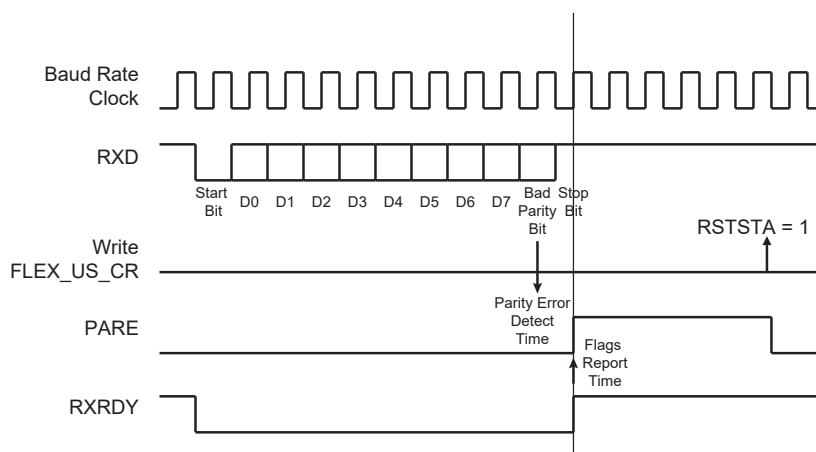 Baud Rate
Clock
RXD
Start
Bit
D0 D1 D2 D3 D4 D5 D6 D7
Bad
Parity
Bit
Stop
Bit
Write
FLEX_US_CR
RSTSTA = 1
Parity Error
Detect
Time
PARE
Flags
Report
Time
RXRDY